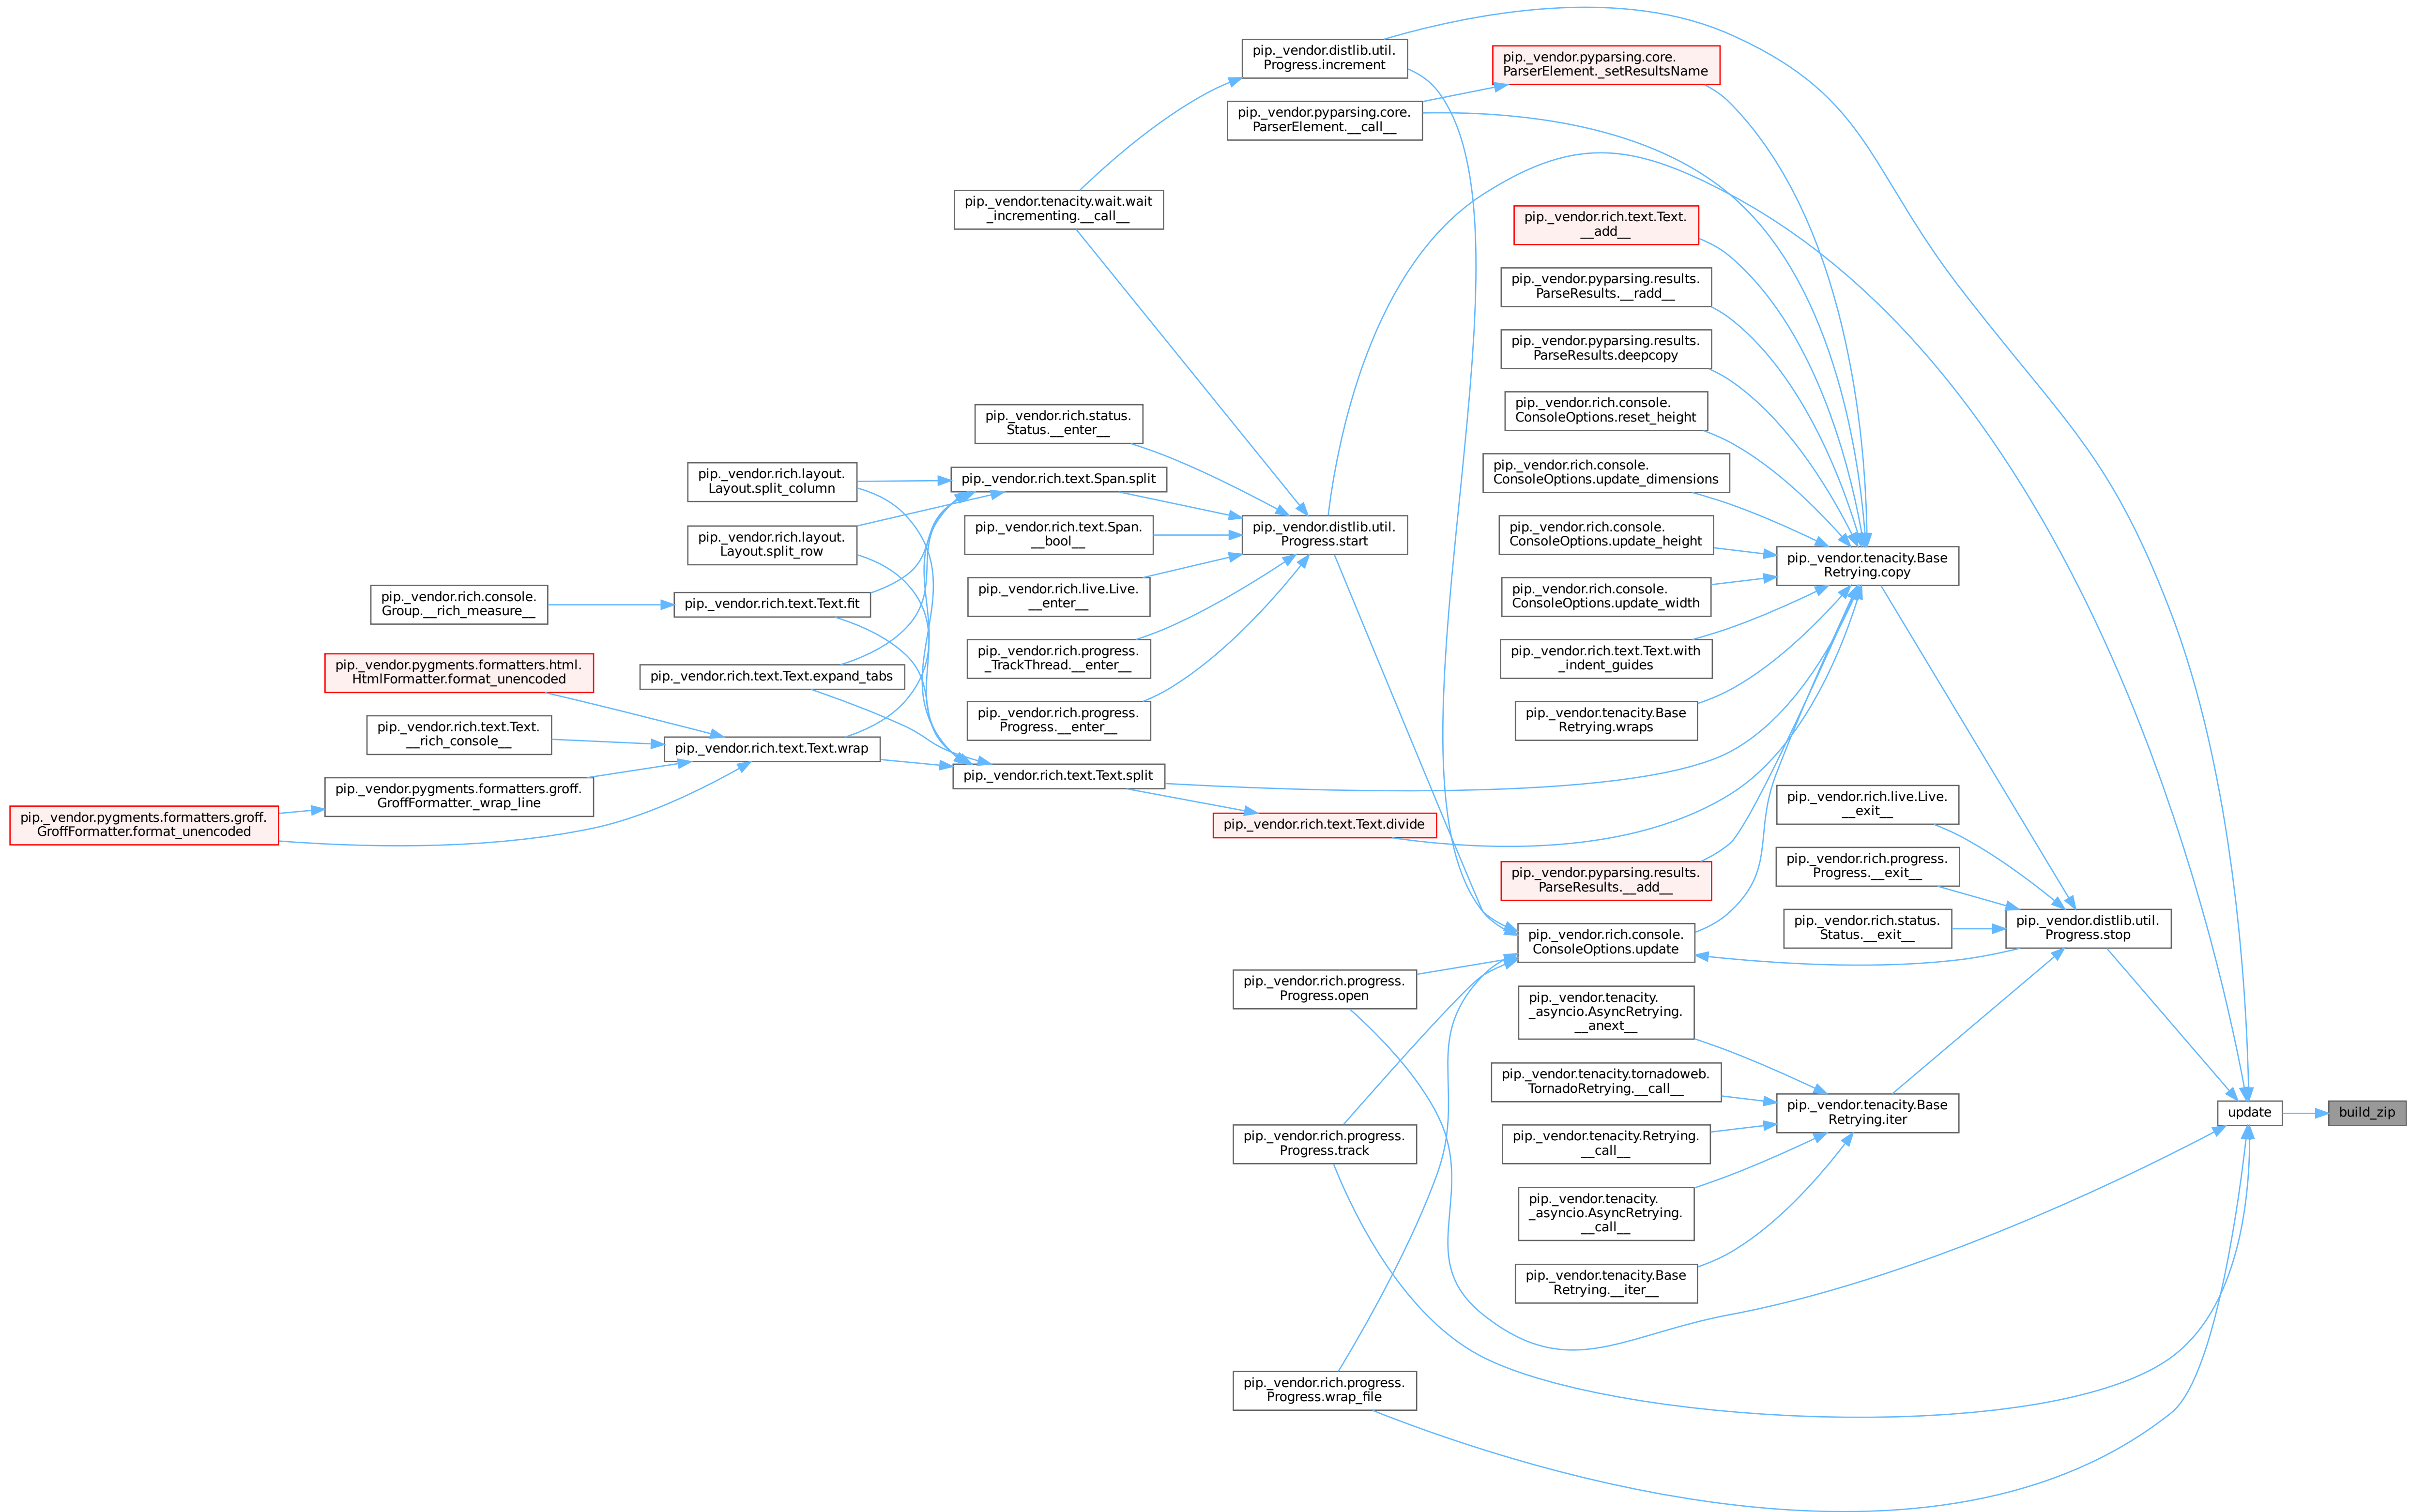 pip._vendor.distlib.util.
Progress.increment
pip._vendor.pyparsing.core.
ParserElement._setResultsName
pip._vendor.pyparsing.core.
ParserElement.__call__
pip._vendor.tenacity.wait.wait
_incrementing.__call__
pip._vendor.rich.text.Text.
__add__
pip._vendor.pyparsing.results.
ParseResults.__radd__
pip._vendor.pyparsing.results.
ParseResults.deepcopy
pip._vendor.rich.console.
ConsoleOptions.reset_height
pip._vendor.rich.status.
Status.__enter__
pip._vendor.rich.console.
ConsoleOptions.update_dimensions
pip._vendor.rich.layout.
Layout.split_column
pip._vendor.rich.text.Span.split
pip._vendor.rich.text.Span.
__bool__
pip._vendor.distlib.util.
Progress.start
pip._vendor.rich.console.
ConsoleOptions.update_height
pip._vendor.rich.layout.
Layout.split_row
pip._vendor.tenacity.Base
Retrying.copy
pip._vendor.rich.live.Live.
__enter__
pip._vendor.rich.console.
ConsoleOptions.update_width
pip._vendor.rich.console.
Group.__rich_measure__
pip._vendor.rich.text.Text.fit
pip._vendor.rich.progress.
_TrackThread.__enter__
pip._vendor.rich.text.Text.with
_indent_guides
pip._vendor.pygments.formatters.html.
HtmlFormatter.format_unencoded
pip._vendor.rich.text.Text.expand_tabs
pip._vendor.rich.progress.
Progress.__enter__
pip._vendor.tenacity.Base
Retrying.wraps
pip._vendor.rich.text.Text.
__rich_console__
pip._vendor.rich.text.Text.wrap
pip._vendor.rich.text.Text.split
pip._vendor.pygments.formatters.groff.
GroffFormatter._wrap_line
pip._vendor.rich.live.Live.
__exit__
pip._vendor.pygments.formatters.groff.
GroffFormatter.format_unencoded
pip._vendor.rich.text.Text.divide
pip._vendor.rich.progress.
Progress.__exit__
pip._vendor.pyparsing.results.
ParseResults.__add__
pip._vendor.rich.status.
Status.__exit__
pip._vendor.distlib.util.
Progress.stop
pip._vendor.rich.console.
ConsoleOptions.update
pip._vendor.rich.progress.
Progress.open
pip._vendor.tenacity.
_asyncio.AsyncRetrying.
__anext__
pip._vendor.tenacity.tornadoweb.
TornadoRetrying.__call__
pip._vendor.tenacity.Base
Retrying.iter
update
build_zip
pip._vendor.rich.progress.
Progress.track
pip._vendor.tenacity.Retrying.
__call__
pip._vendor.tenacity.
_asyncio.AsyncRetrying.
__call__
pip._vendor.tenacity.Base
Retrying.__iter__
pip._vendor.rich.progress.
Progress.wrap_file